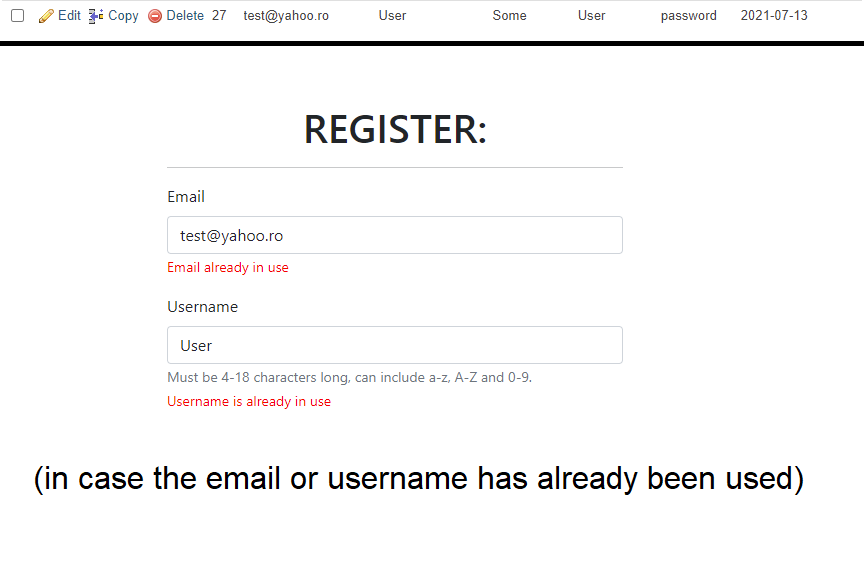 Edit Copy Delete 27 test@yahoo.ro User Some User password 2021-07-13
REGISTER:
Email
test@yahoo.ro
Email already in use
Username
User
Must be 4-18 characters long, can include a-z, A-Z and 0-9.
Username is already in use
(in case the email or username has already been used)